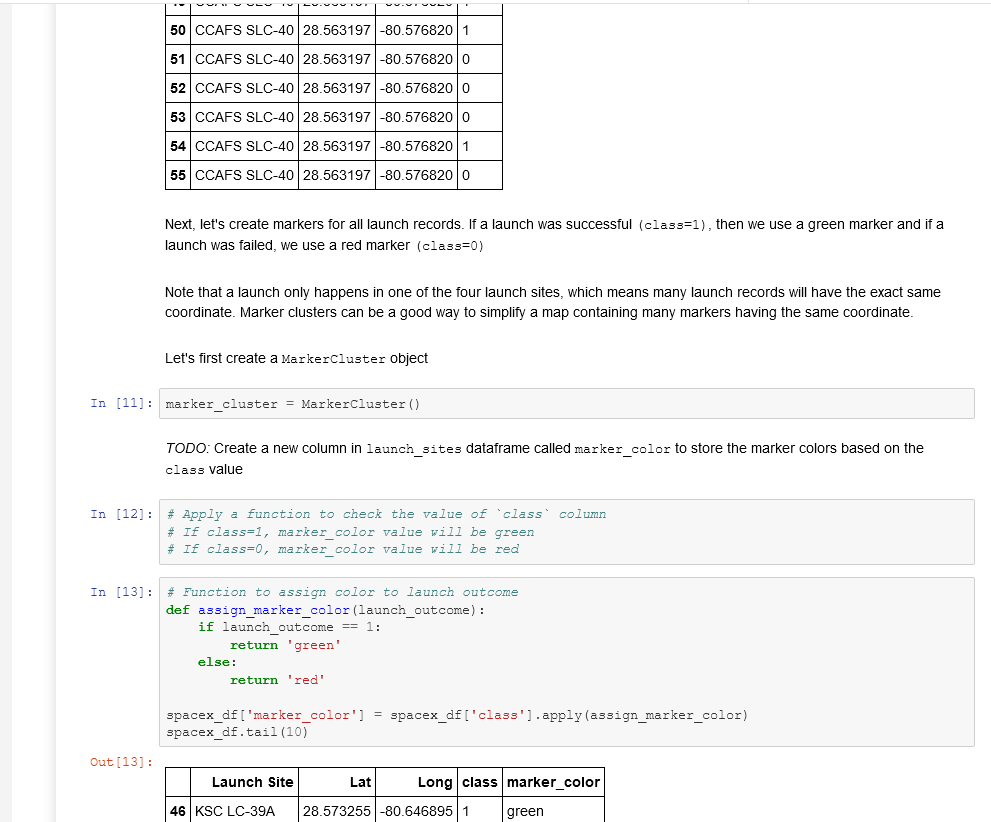 50 CCAFS SLC-40 28.563197 -80.576820 1
51 CCAFS SLC-40 28.563197 -80.576820 0
52 CCAFS SLC-40 28.563197 -80.576820 0
53 CCAFS SLC-40 28.563197 -80.576820 0
54 CCAFS SLC-40 28.563197 -80.576820 1
55 CCAFS SLC-40 28.563197 -80.576820 0
Next, let's create markers for all launch records. If a launch was successful (class=1), then we use a green marker and if a
launch was failed, we use a red marker (class=0)
Note that a launch only happens in one of the four launch sites, which means many launch records will have the exact same
coordinate. Marker clusters can be a good way to simplify a map containing many markers having the same coordinate.
Let's first create a MarkerCluster object
In [11]: marker_cluster = MarkerCluster()
TODO: Create a new column in launch_sites dataframe called marker_color to store the marker colors based on the
class value
In [12]: # Apply a function to check the value of `class` column
# If class=1, marker_color value will be green
# If class=0, marker_color value will be red
In [13]: # Function to assign color to launch outcome
def assign_marker_color(launch_outcome):
    if launch_outcome == 1:
        return 'green'
    else:
        return 'red'
spacex_df['marker_color'] = spacex_df['class'].apply(assign_marker_color)
spacex_df.tail(10)
Out[13]:
Launch Site Lat Long class marker_color
46 KSC LC-39A 28.573255 -80.646895 1 green